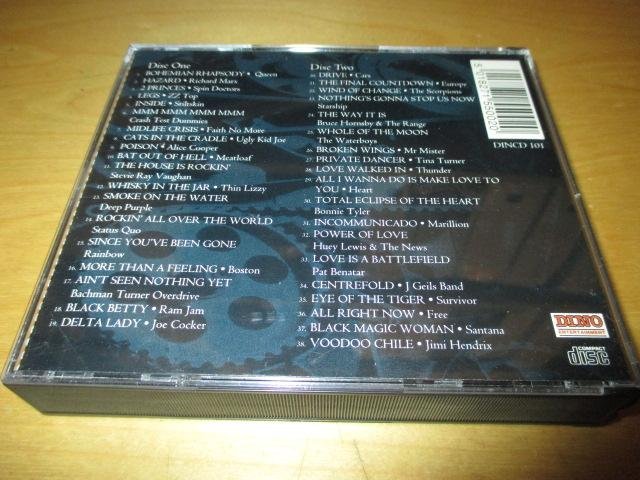 Disc One
1. BOHEMIAN RHAPSODY • Queen
2. HAZARD • Richard Marx
3. 2 PRINCES • Spin Doctors
4. LEGS • ZZ Top
5. INSIDE • Stiltskin
6. MMM MMM MMM MMM
Crash Test Dummies
7. MIDLIFE CRISIS • Faith No More
8. CATS IN THE CRADLE • Ugly Kid Joe
9. POISON • Alice Cooper
10. BAT OUT OF HELL • Meatloaf
11. THE HOUSE IS ROCKIN'
Stevie Ray Vaughan
12. WHISKY IN THE JAR • Thin Lizzy
13. SMOKE ON THE WATER
Deep Purple
14. ROCKIN' ALL OVER THE WORLD
Status Quo
15. SINCE YOU'VE BEEN GONE
Rainbow
16. MORE THAN A FEELING • Boston
17. AIN'T SEEN NOTHING YET
Bachman Turner Overdrive
18. BLACK BETTY • Ram Jam
19. DELTA LADY • Joe Cocker
Disc Two
20. DRIVE • Cars
21. THE FINAL COUNTDOWN • Europe
22. WIND OF CHANGE • The Scorpions
23. NOTHING'S GONNA STOP US NOW
Starship
24. THE WAY IT IS
Bruce Hornsby & The Range
25. WHOLE OF THE MOON
The Waterboys
26. BROKEN WINGS • Mr Mister
27. PRIVATE DANCER • Tina Turner
28. LOVE WALKED IN • Thunder
29. ALL I WANNA DO IS MAKE LOVE TO
YOU • Heart
30. TOTAL ECLIPSE OF THE HEART
Bonnie Tyler
31. INCOMMUNICADO • Marillion
32. POWER OF LOVE
Huey Lewis & The News
33. LOVE IS A BATTLEFIELD
Pat Benatar
34. CENTREFOLD • J Geils Band
35. EYE OF THE TIGER • Survivor
36. ALL RIGHT NOW • Free
37. BLACK MAGIC WOMAN • Santana
38. VOODOO CHILE • Jimi Hendrix
DINCD 101
DINO
ENTERTAINMENT
COMPACT
disc